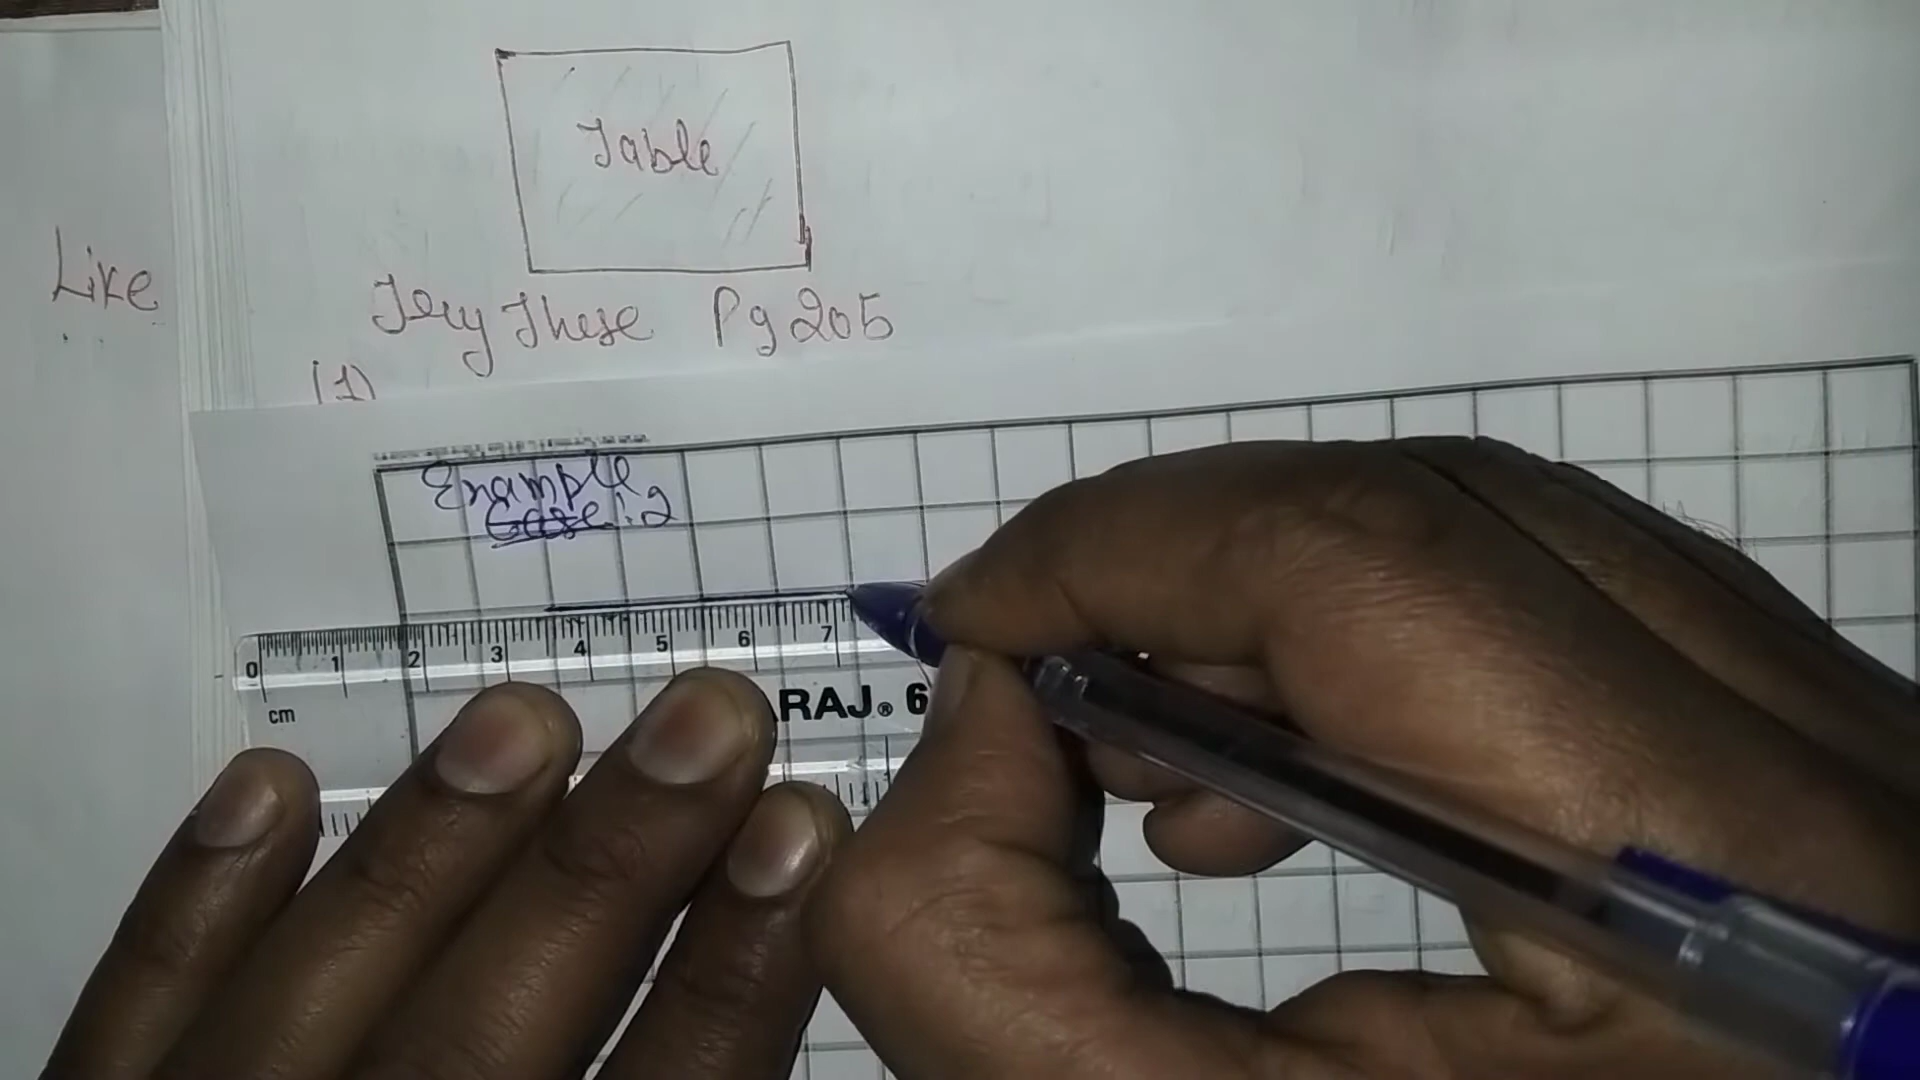 Table
Like
Try These Pg 205
(1)
Example
Case : 2
0 1 2 3 4 5 6 7
cm
ARAJ® 6